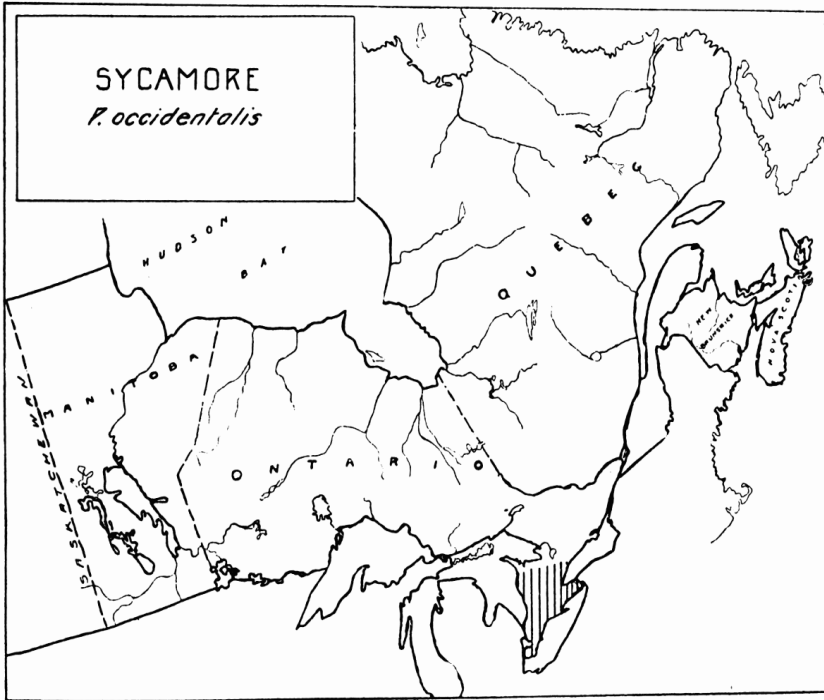 SYCAMORE
P. occidentalis
HUDSON
BAY
QUEBEC
NEW
BRUNSWICK
NOVA SCOTIA
MANITOBA
SASKATCHEWAN
ONTARIO